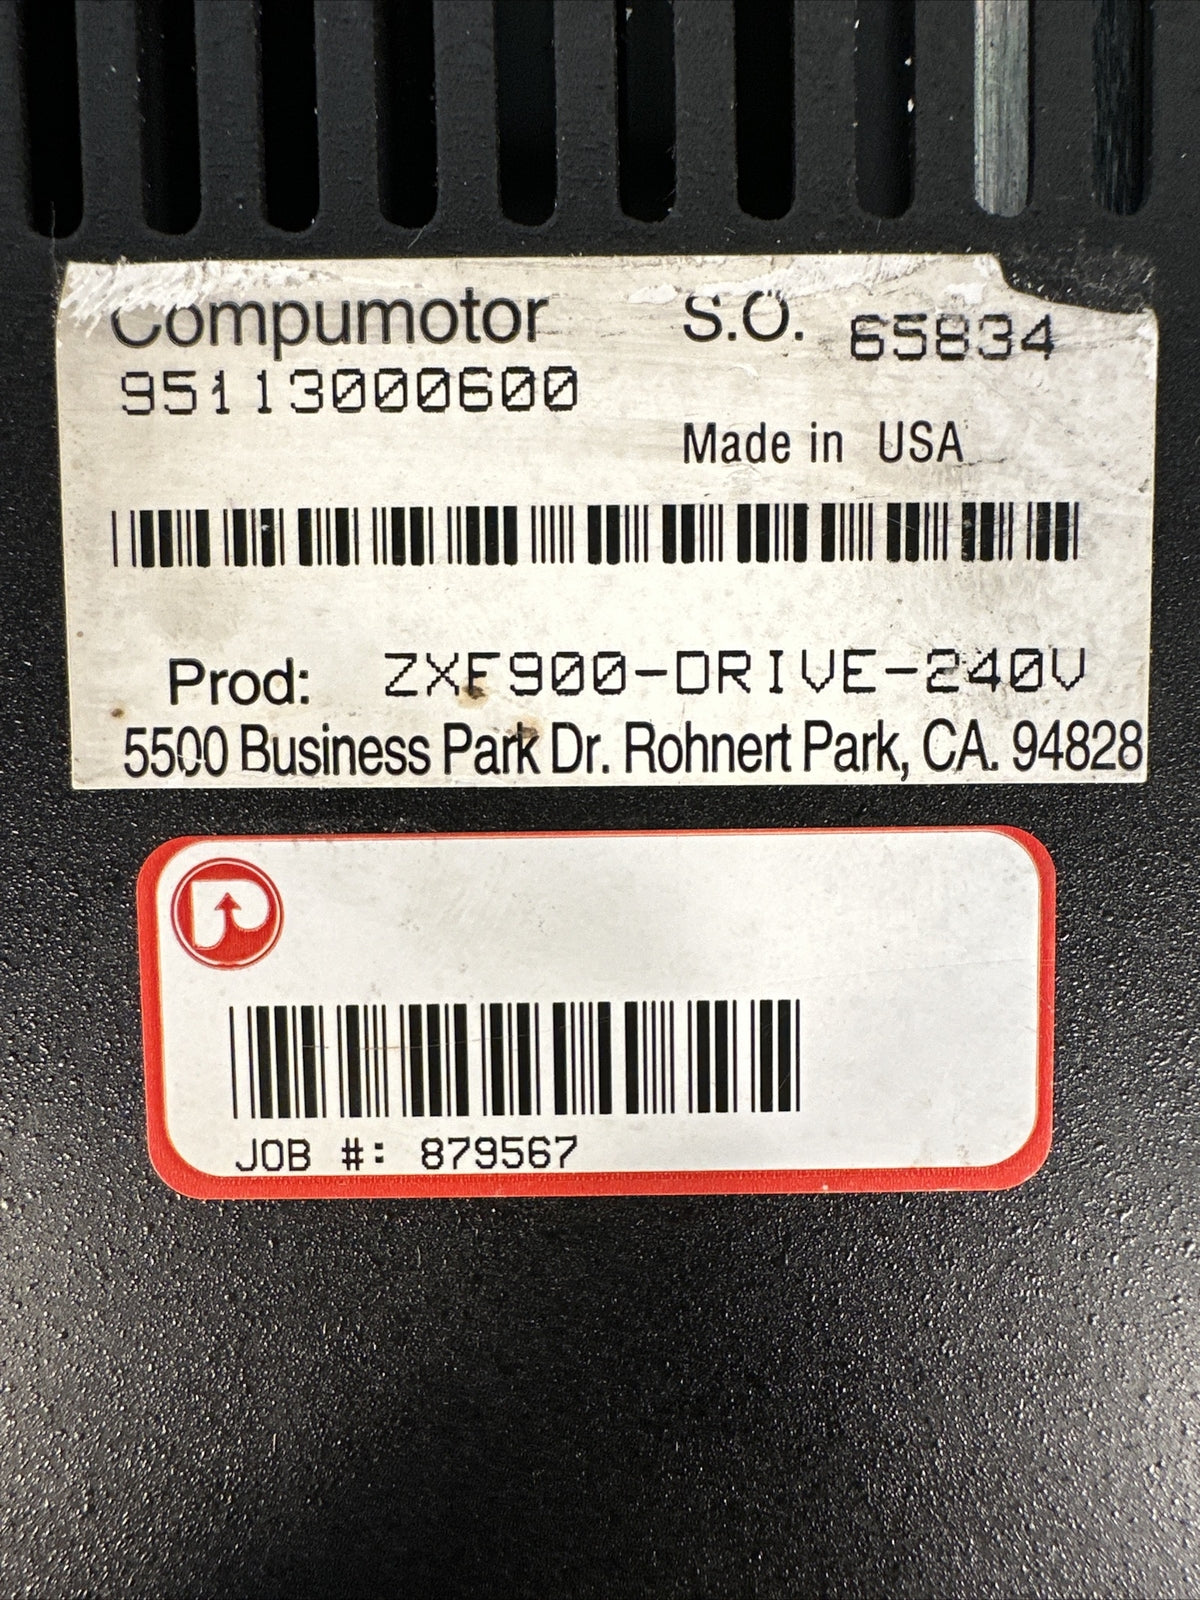 Compumotor S.O. 65834
95113000600
Made in USA
Prod: ZXF900-DRIVE-240V
5500 Business Park Dr. Rohnert Park, CA. 94828
JOB #: 879567